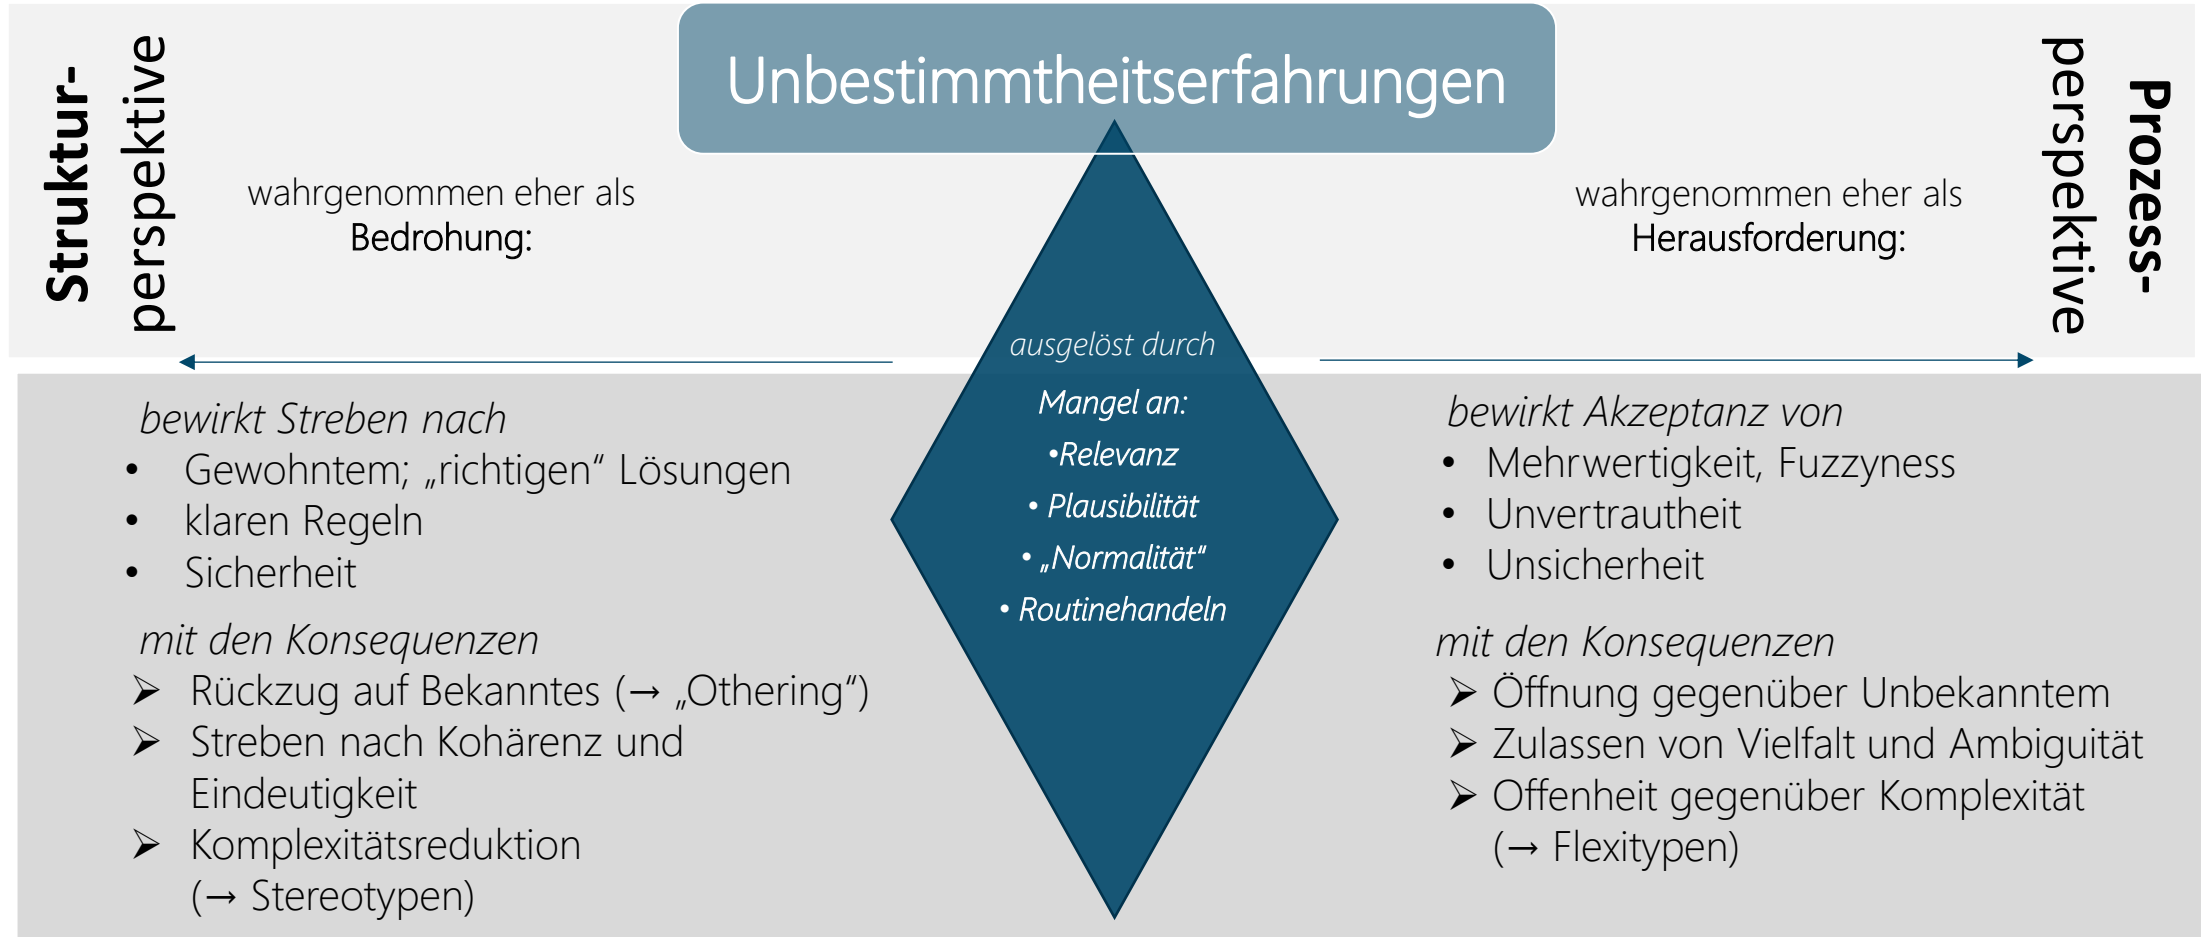 Unbestimmtheitserfahrungen
Struktur-
perspektive
wahrgenommen eher als
Bedrohung:
bewirkt Streben nach
• Gewohntem; „richtigen“ Lösungen
• klaren Regeln
• Sicherheit
mit den Konsequenzen
➢ Rückzug auf Bekanntes (→ „Othering“)
➢ Streben nach Kohärenz und
Eindeutigkeit
➢ Komplexitätsreduktion
(→ Stereotypen)
ausgelöst durch
Mangel an:
•Relevanz
• Plausibilität
• „Normalität“
• Routinehandeln
Prozess-
perspektive
wahrgenommen eher als
Herausforderung:
bewirkt Akzeptanz von
• Mehrwertigkeit, Fuzzyness
• Unvertrautheit
• Unsicherheit
mit den Konsequenzen
➢ Öffnung gegenüber Unbekanntem
➢ Zulassen von Vielfalt und Ambiguität
➢ Offenheit gegenüber Komplexität
(→ Flexitypen)